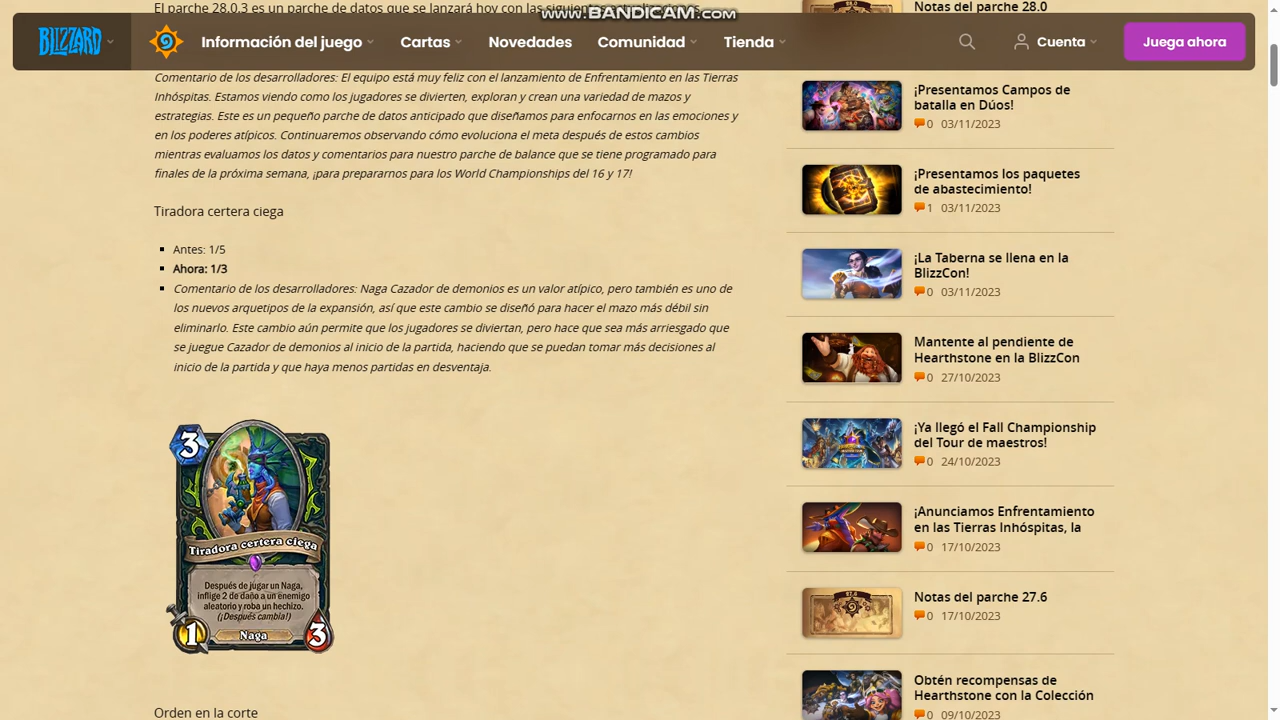 El parche 28.0.3 es un parche de datos que se lanzará hoy con las
www.BANDICAM.com
BLIZZARD
Información del juego
Cartas
Novedades
Comunidad
Tienda
Cuenta
Juega ahora
Comentario de los desarrolladores: El equipo está muy feliz con el lanzamiento de Enfrentamiento en las Tierras
Inhóspitas. Estamos viendo como los jugadores se divierten, exploran y crean una variedad de mazos y
estrategias. Este es un pequeño parche de datos anticipado que diseñamos para enfocarnos en las emociones y
en los poderes atípicos. Continuaremos observando cómo evoluciona el meta después de estos cambios
mientras evaluamos los datos y comentarios para nuestro parche de balance que se tiene programado para
finales de la próxima semana, ¡para prepararnos para los World Championships del 16 y 17!
Tiradora certera ciega
Antes: 1/5
Ahora: 1/3
Comentario de los desarrolladores: Naga Cazador de demonios es un valor atípico, pero también es uno de
los nuevos arquetipos de la expansión, así que este cambio se diseñó para hacer el mazo más débil sin
eliminarlo. Este cambio aún permite que los jugadores se diviertan, pero hace que sea más arriesgado que
se juegue Cazador de demonios al inicio de la partida, haciendo que se puedan tomar más decisiones al
inicio de la partida y que haya menos partidas en desventaja.
3
Tiradora certera ciega
Después de jugar un Naga,
inflige 2 de daño a un enemigo
aleatorio y roba un hechizo.
(¡Después cambia!)
1
Naga
3
Orden en la corte
Notas del parche 28.0
¡Presentamos Campos de
batalla en Dúos!
0 03/11/2023
¡Presentamos los paquetes
de abastecimiento!
1 03/11/2023
¡La Taberna se llena en la
BlizzCon!
0 03/11/2023
Mantente al pendiente de
Hearthstone en la BlizzCon
0 27/10/2023
¡Ya llegó el Fall Championship
del Tour de maestros!
0 24/10/2023
¡Anunciamos Enfrentamiento
en las Tierras Inhóspitas, la
0 17/10/2023
27.6
Notas del parche 27.6
0 17/10/2023
Obtén recompensas de
Hearthstone con la Colección
0 09/10/2023